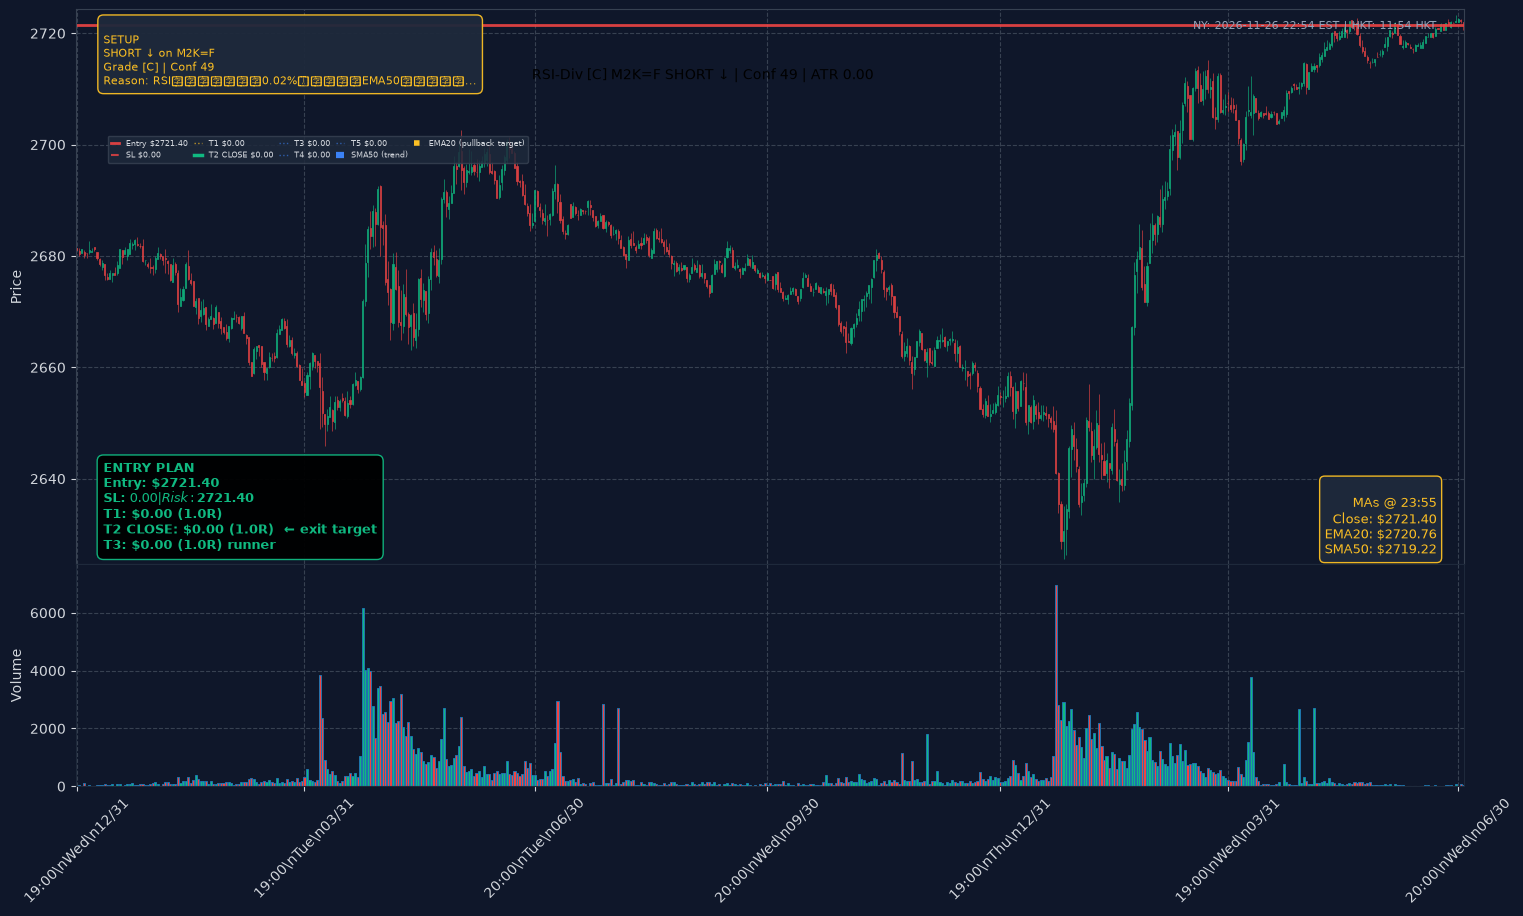 NY: 2026-11-26 22:54 EST | HKT: 11:54 HKT
SETUP
SHORT ↓ on M2K=F
Grade [C] | Conf 49
Reason: RSI▯▯▯▯▯▯▯0.02%▯▯▯▯▯EMA50▯▯▯▯▯...
RSI-Div [C] M2K=F SHORT ↓ | Conf 49 | ATR 0.00
Entry $2721.40 T1 $0.00 T3 $0.00 T5 $0.00 EMA20 (pullback target)
SL $0.00 T2 CLOSE $0.00 T4 $0.00 SMA50 (trend)
Price
2720
2700
2680
2660
2640
ENTRY PLAN
Entry: $2721.40
SL: 0.00|Risk:2721.40
T1: $0.00 (1.0R)
T2 CLOSE: $0.00 (1.0R) ← exit target
T3: $0.00 (1.0R) runner
MAs @ 23:55
Close: $2721.40
EMA20: $2720.76
SMA50: $2719.22
Volume
6000
4000
2000
0
19:00\nWed\n12/31
19:00\nTue\n03/31
20:00\nTue\n06/30
20:00\nWed\n09/30
19:00\nThu\n12/31
19:00\nWed\n03/31
20:00\nWed\n06/30